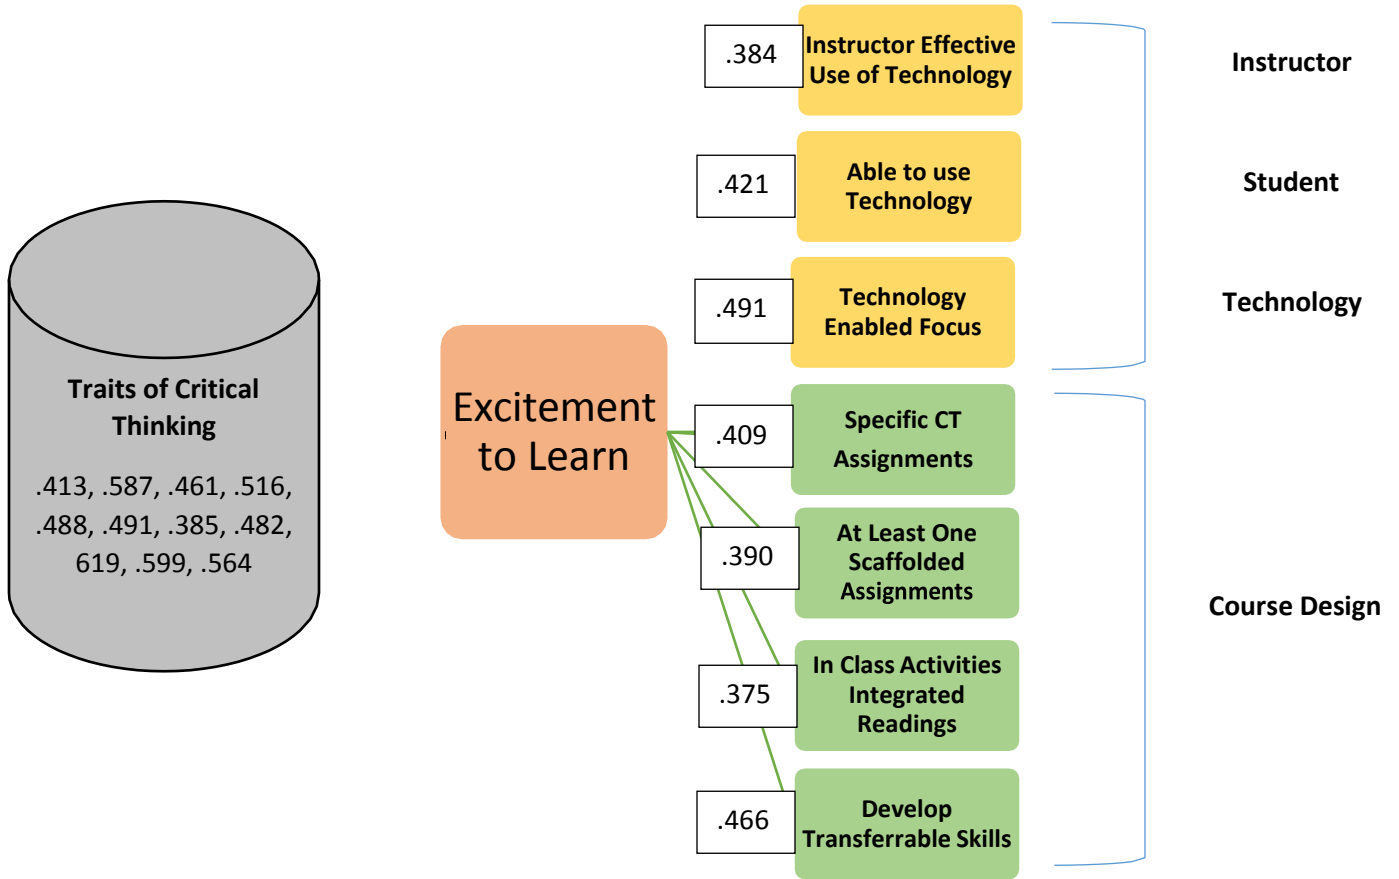 Traits of Critical
Thinking
.413, .587, .461, .516,
.488, .491, .385, .482,
619, .599, .564
Excitement
to Learn
.384
Instructor Effective
Use of Technology
.421
Able to use
Technology
.491
Technology
Enabled Focus
.409
Specific CT
Assignments
.390
At Least One
Scaffolded
Assignments
.375
In Class Activities
Integrated
Readings
.466
Develop
Transferrable Skills
Instructor
Student
Technology
Course Design